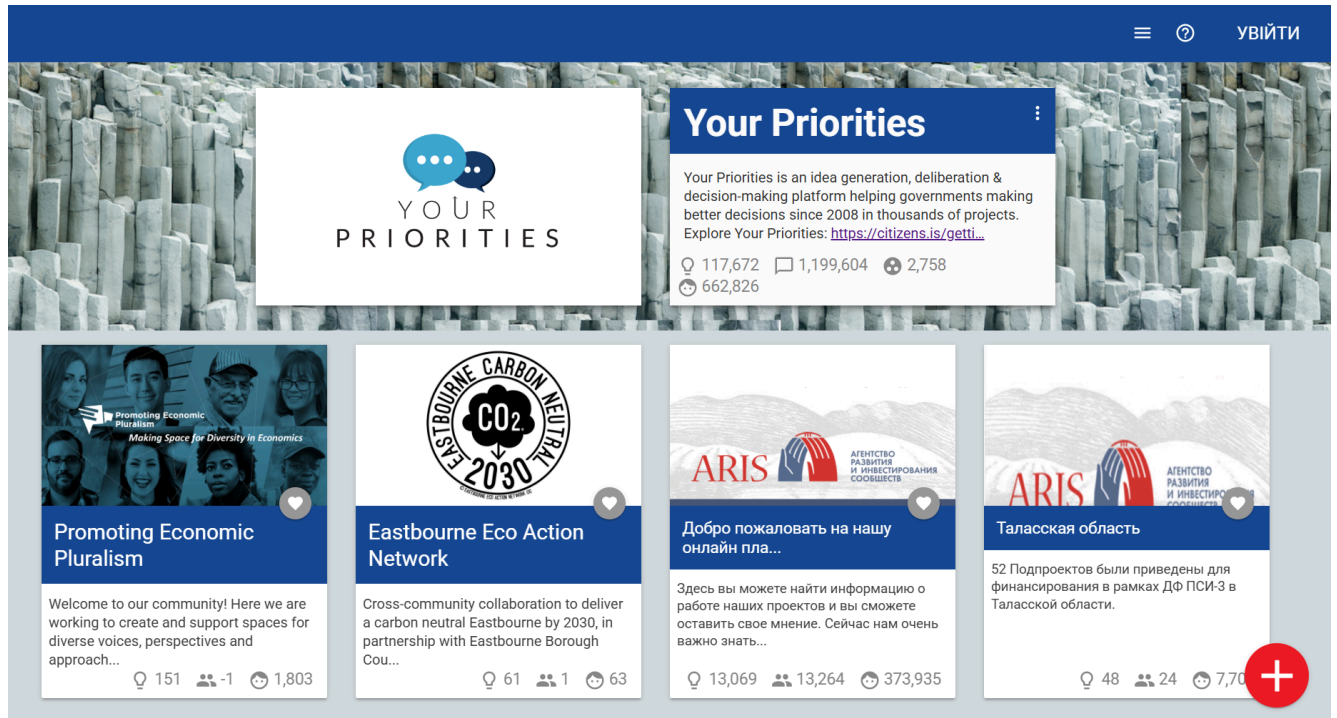 УВІЙТИ
YOUR
PRIORITIES
Your Priorities
Your Priorities is an idea generation, deliberation &
decision-making platform helping governments making
better decisions since 2008 in thousands of projects.
Explore Your Priorities: https://citizens.is/getti...
117,672 1,199,604 2,758
662,826
Promoting Economic
Pluralism
Making Space for Diversity in Economics
Promoting Economic
Pluralism
Welcome to our community! Here we are
working to create and support spaces for
diverse voices, perspectives and
approach...
151 -1 1,803
EASTBOURNE CARBON NEUTRAL
CO2
2030
Eastbourne Eco Action
Network
Cross-community collaboration to deliver
a carbon neutral Eastbourne by 2030, in
partnership with Eastbourne Borough
Cou...
61 1 63
ARIS
АГЕНТСТВО
РАЗВИТИЯ
И ИНВЕСТИРОВАНИЯ
СООБЩЕСТВ
Добро пожаловать на нашу
онлайн пла...
Здесь вы можете найти информацию о
работе наших проектов и вы сможете
оставить свое мнение. Сейчас нам очень
важно знать...
13,069 13,264 373,935
ARIS
АГЕНТСТВО
РАЗВИТИЯ
Таласская область
52 Подпроектов были приведены для
финансирования в рамках ДФ ПСИ-3 в
Таласской области.
48 24